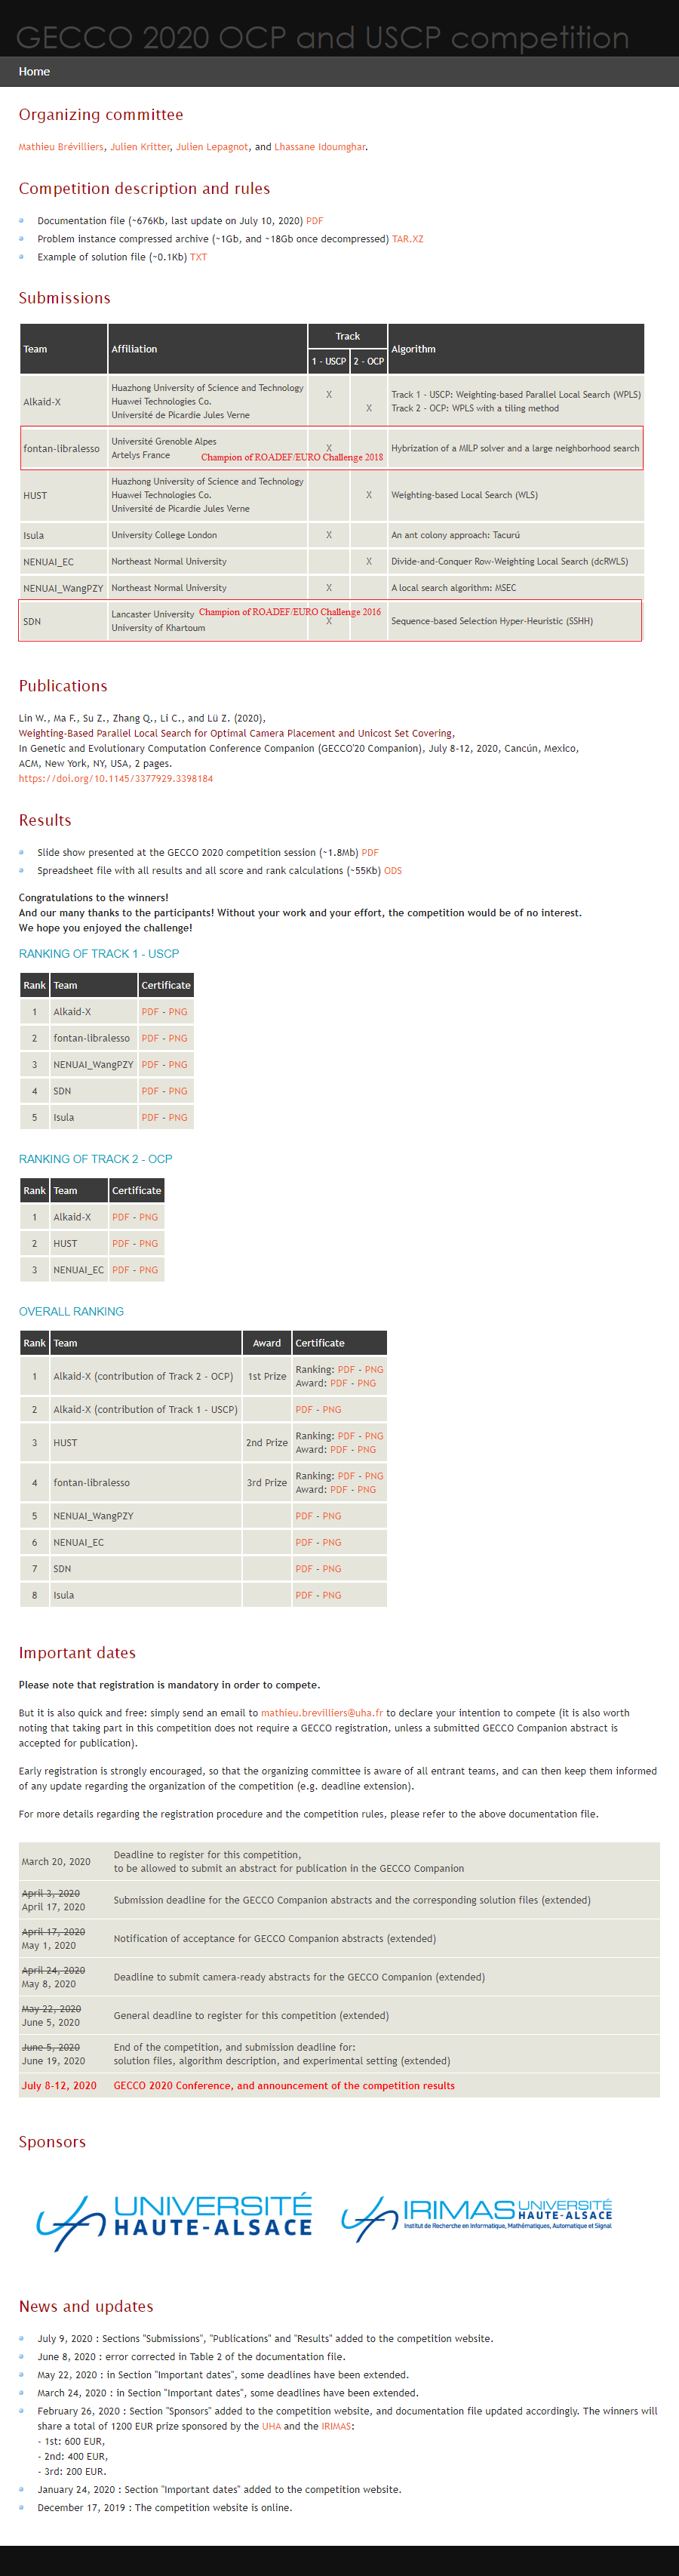 GECCO 2020 OCP and USCP competition
Home
Organizing committee
Mathieu Brévilliers, Julien Kritter, Julien Lepagnot, and Lhassane Idoumghar.
Competition description and rules
Documentation file (~676Kb, last update on July 10, 2020) PDF
Problem instance compressed archive (~1Gb, and ~18Gb once decompressed) TAR.XZ
Example of solution file (~0.1Kb) TXT
Submissions
Team Affiliation Track Algorithm
1 - USCP 2 - OCP
Alkaid-X
Huazhong University of Science and Technology
Huawei Technologies Co.
Université de Picardie Jules Verne
X
X
Track 1 - USCP: Weighting-based Parallel Local Search (WPLS)
Track 2 - OCP: WPLS with a tiling method
fontan-libralesso
Université Grenoble Alpes
Artelys France
Champion of ROADEF/EURO Challenge 2018
X
Hybrization of a MILP solver and a large neighborhood search
HUST
Huazhong University of Science and Technology
Huawei Technologies Co.
Université de Picardie Jules Verne
X
Weighting-based Local Search (WLS)
Isula University College London X An ant colony approach: Tacurú
NENUAI_EC Northeast Normal University X Divide-and-Conquer Row-Weighting Local Search (dcRWLS)
NENUAI_WangPZY Northeast Normal University X A local search algorithm: MSEC
SDN
Lancaster University
University of Khartoum
Champion of ROADEF/EURO Challenge 2016
X
Sequence-based Selection Hyper-Heuristic (SSHH)
Publications
Lin W., Ma F., Su Z., Zhang Q., Li C., and Lü Z. (2020),
Weighting-Based Parallel Local Search for Optimal Camera Placement and Unicost Set Covering,
In Genetic and Evolutionary Computation Conference Companion (GECCO'20 Companion), July 8-12, 2020, Cancún, Mexico,
ACM, New York, NY, USA, 2 pages.
https://doi.org/10.1145/3377929.3398184
Results
Slide show presented at the GECCO 2020 competition session (~1.8Mb) PDF
Spreadsheet file with all results and all score and rank calculations (~55Kb) ODS
Congratulations to the winners!
And our many thanks to the participants! Without your work and your effort, the competition would be of no interest.
We hope you enjoyed the challenge!
RANKING OF TRACK 1 - USCP
Rank Team Certificate
1 Alkaid-X PDF - PNG
2 fontan-libralesso PDF - PNG
3 NENUAI_WangPZY PDF - PNG
4 SDN PDF - PNG
5 Isula PDF - PNG
RANKING OF TRACK 2 - OCP
Rank Team Certificate
1 Alkaid-X PDF - PNG
2 HUST PDF - PNG
3 NENUAI_EC PDF - PNG
OVERALL RANKING
Rank Team Award Certificate
1 Alkaid-X (contribution of Track 2 - OCP) 1st Prize
Ranking: PDF - PNG
Award: PDF - PNG
2 Alkaid-X (contribution of Track 1 - USCP) PDF - PNG
3 HUST 2nd Prize
Ranking: PDF - PNG
Award: PDF - PNG
4 fontan-libralesso 3rd Prize
Ranking: PDF - PNG
Award: PDF - PNG
5 NENUAI_WangPZY PDF - PNG
6 NENUAI_EC PDF - PNG
7 SDN PDF - PNG
8 Isula PDF - PNG
Important dates
Please note that registration is mandatory in order to compete.
But it is also quick and free: simply send an email to mathieu.brevilliers@uha.fr to declare your intention to compete (it is also worth
noting that taking part in this competition does not require a GECCO registration, unless a submitted GECCO Companion abstract is
accepted for publication).
Early registration is strongly encouraged, so that the organizing committee is aware of all entrant teams, and can then keep them informed
of any update regarding the organization of the competition (e.g. deadline extension).
For more details regarding the registration procedure and the competition rules, please refer to the above documentation file.
March 20, 2020
Deadline to register for this competition,
to be allowed to submit an abstract for publication in the GECCO Companion
April 3, 2020
April 17, 2020
Submission deadline for the GECCO Companion abstracts and the corresponding solution files (extended)
April 17, 2020
May 1, 2020
Notification of acceptance for GECCO Companion abstracts (extended)
April 24, 2020
May 8, 2020
Deadline to submit camera-ready abstracts for the GECCO Companion (extended)
May 22, 2020
June 5, 2020
General deadline to register for this competition (extended)
June 5, 2020
June 19, 2020
End of the competition, and submission deadline for:
solution files, algorithm description, and experimental setting (extended)
July 8-12, 2020 GECCO 2020 Conference, and announcement of the competition results
Sponsors
UNIVERSITÉ
HAUTE-ALSACE
IRIMAS UNIVERSITÉ
HAUTE-ALSACE
Institut de Recherche en Informatique, Mathématiques, Automatique et Signal
News and updates
July 9, 2020 : Sections "Submissions", "Publications" and "Results" added to the competition website.
June 8, 2020 : error corrected in Table 2 of the documentation file.
May 22, 2020 : in Section "Important dates", some deadlines have been extended.
March 24, 2020 : in Section "Important dates", some deadlines have been extended.
February 26, 2020 : Section "Sponsors" added to the competition website, and documentation file updated accordingly. The winners will
share a total of 1200 EUR prize sponsored by the UHA and the IRIMAS:
- 1st: 600 EUR,
- 2nd: 400 EUR,
- 3rd: 200 EUR.
January 24, 2020 : Section "Important dates" added to the competition website.
December 17, 2019 : The competition website is online.